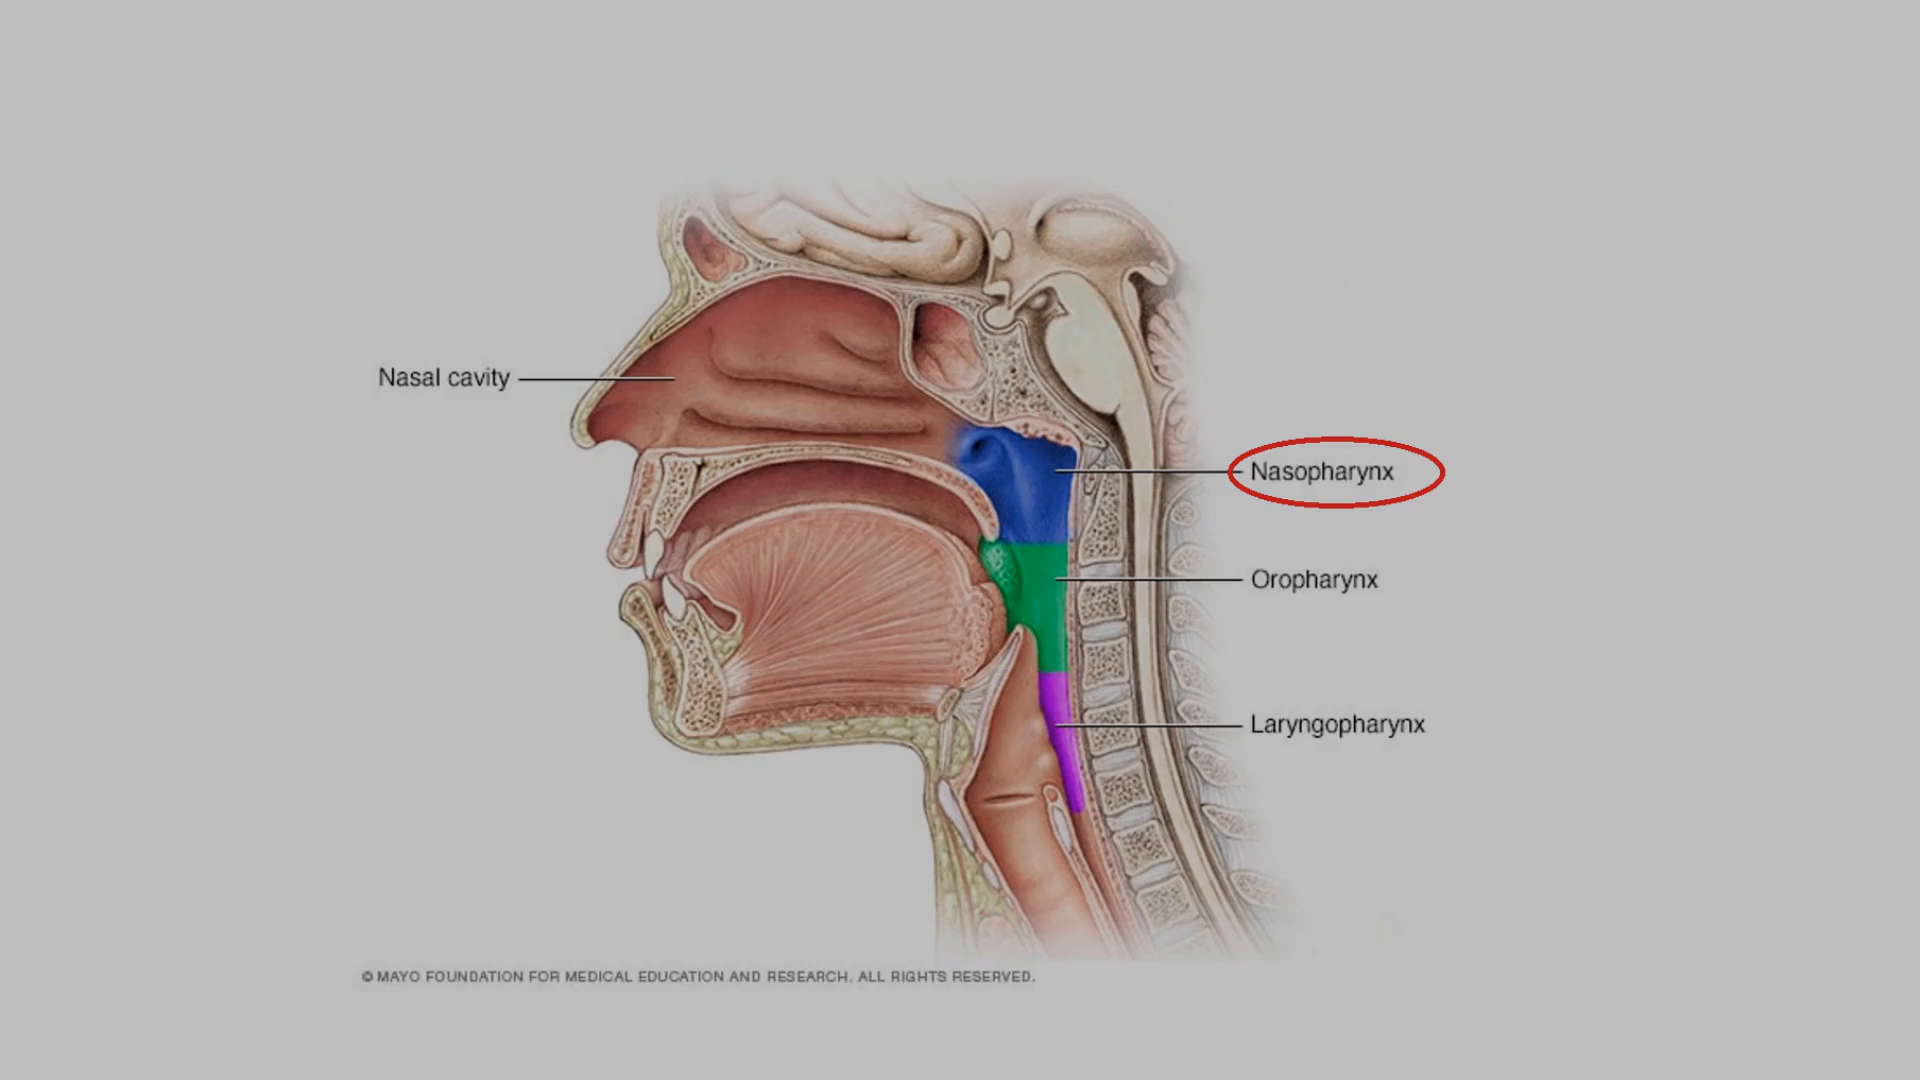 Nasal cavity
Nasopharynx
Oropharynx
Laryngopharynx
© MAYO FOUNDATION FOR MEDICAL EDUCATION AND RESEARCH. ALL RIGHTS RESERVED.